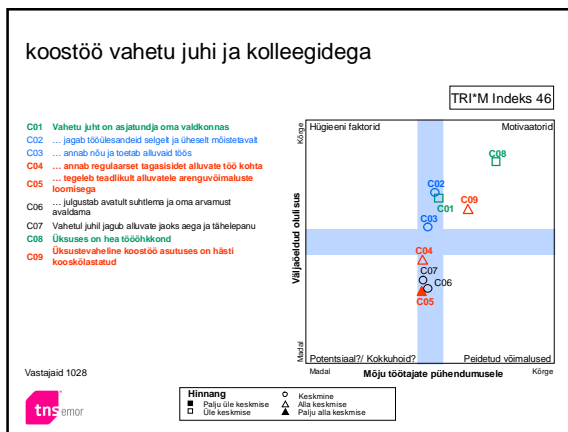 koostöö vahetu juhi ja kolleegidega
TRI*M Indeks 46
C01 Vahetu juht on asjatundja oma valdkonnas
C02 … jagab tööülesandeid selgelt ja üheselt mõistetavalt
C03 … annab nõu ja toetab alluvaid töös
C04 … annab regulaarset tagasisidet alluvate töö kohta
C05 … tegeleb teadlikult alluvatele arenguvõimaluste
loomisega
C06 … julgustab avatult suhtlema ja oma arvamust
avaldama
C07 Vahetul juhil jagub alluvate jaoks aega ja tähelepanu
C08 Üksuses on hea töööhkkond
C09 Üksustevaheline koostöö asutuses on hästi
kooskõlastatud
Kõrge
Hügieeni faktorid
Motivaatorid
C08
C02
C01
C09
C03
C04
C07
C06
C05
Väljaöeldud olulisus
Madal
Potentsiaal?/ Kokkuhoid?
Peidetud võimalused
Madal
Mõju töötajate pühendumusele
Kõrge
Vastajaid 1028
Hinnang
Palju üle keskmise
Üle keskmise
Keskmine
Alla keskmise
Palju alla keskmise
tns emor